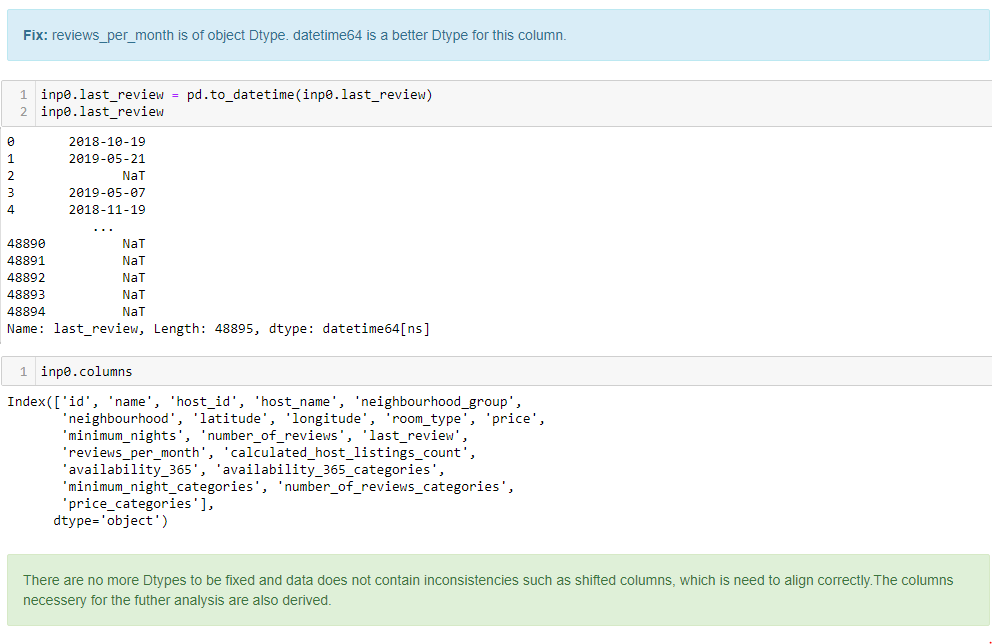 Fix: reviews_per_month is of object Dtype. datetime64 is a better Dtype for this column.
1 inp0.last_review = pd.to_datetime(inp0.last_review)
2 inp0.last_review
0 2018-10-19
1 2019-05-21
2 NaT
3 2019-05-07
4 2018-11-19
...
48890 NaT
48891 NaT
48892 NaT
48893 NaT
48894 NaT
Name: last_review, Length: 48895, dtype: datetime64[ns]
1 inp0.columns
Index(['id', 'name', 'host_id', 'host_name', 'neighbourhood_group',
'neighbourhood', 'latitude', 'longitude', 'room_type', 'price',
'minimum_nights', 'number_of_reviews', 'last_review',
'reviews_per_month', 'calculated_host_listings_count',
'availability_365', 'availability_365_categories',
'minimum_night_categories', 'number_of_reviews_categories',
'price_categories'],
dtype='object')
There are no more Dtypes to be fixed and data does not contain inconsistencies such as shifted columns, which is need to align correctly.The columns
necessery for the futher analysis are also derived.